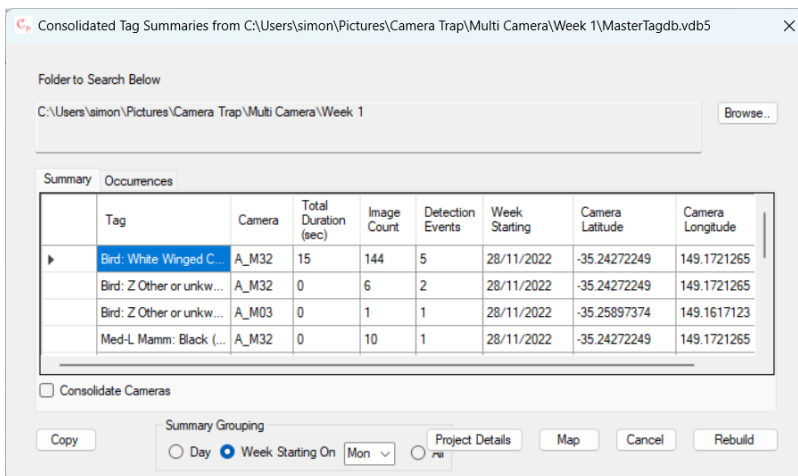 Consolidated Tag Summaries from C:\Users\simon\Pictures\Camera Trap\Multi Camera\Week 1\MasterTagdb.vdb5
Folder to Search Below
C:\Users\simon\Pictures\Camera Trap\Multi Camera\Week 1
Browse..
Summary Occurrences
Tag Camera Total Duration (sec) Image Count Detection Events Week Starting Camera Latitude Camera Longitude
Bird: White Winged C... A_M32 15 144 5 28/11/2022 -35.24272249 149.1721265
Bird: Z Other or unkw... A_M32 0 6 2 28/11/2022 -35.24272249 149.1721265
Bird: Z Other or unkw... A_M03 0 1 1 28/11/2022 -35.25897374 149.1617123
Med-L Mamm: Black (... A_M32 0 10 1 28/11/2022 -35.24272249 149.1721265
Consolidate Cameras
Summary Grouping
Copy Day Week Starting On Mon Project Details Map Cancel Rebuild